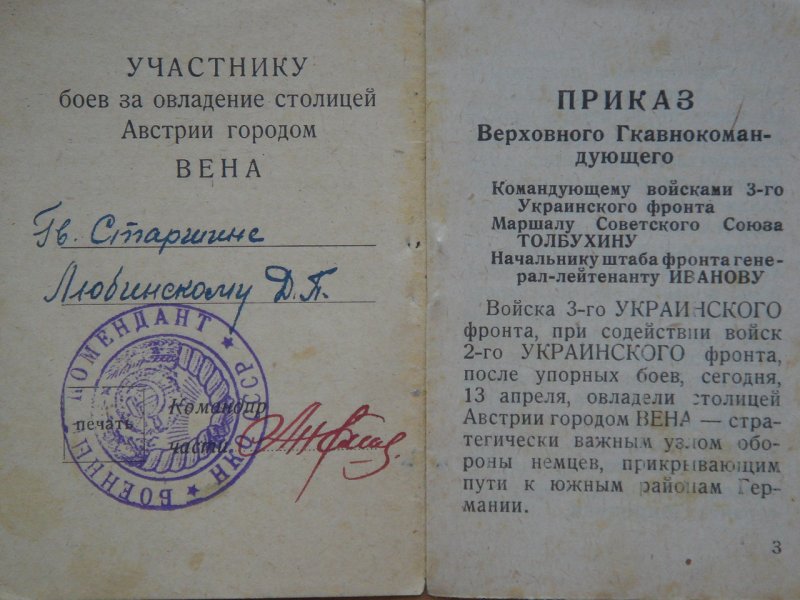 УЧАСТНИКУ
боев за овладение столицей
Австрии городом
ВЕНА
Гв. Старшине
Любинскому Д.П.
ВОЕННЫЙ КОМЕНДАНТ
печать
Командир
части
ПРИКАЗ
Верховного Гкавнокоман-
дующего
Командующему войсками 3-го
Украинского фронта
Маршалу Советского Союза
ТОЛБУХИНУ
Начальнику штаба фронта гене-
рал-лейтенанту ИВАНОВУ
Войска 3-го УКРАИНСКОГО
фронта, при содействии войск
2-го УКРАИНСКОГО фронта,
после упорных боев, сегодня,
13 апреля, овладели столицей
Австрии городом ВЕНА — стра-
тегически важным узлом обо-
роны немцев, прикрывающим
пути к южным районам Гер-
мании.
3